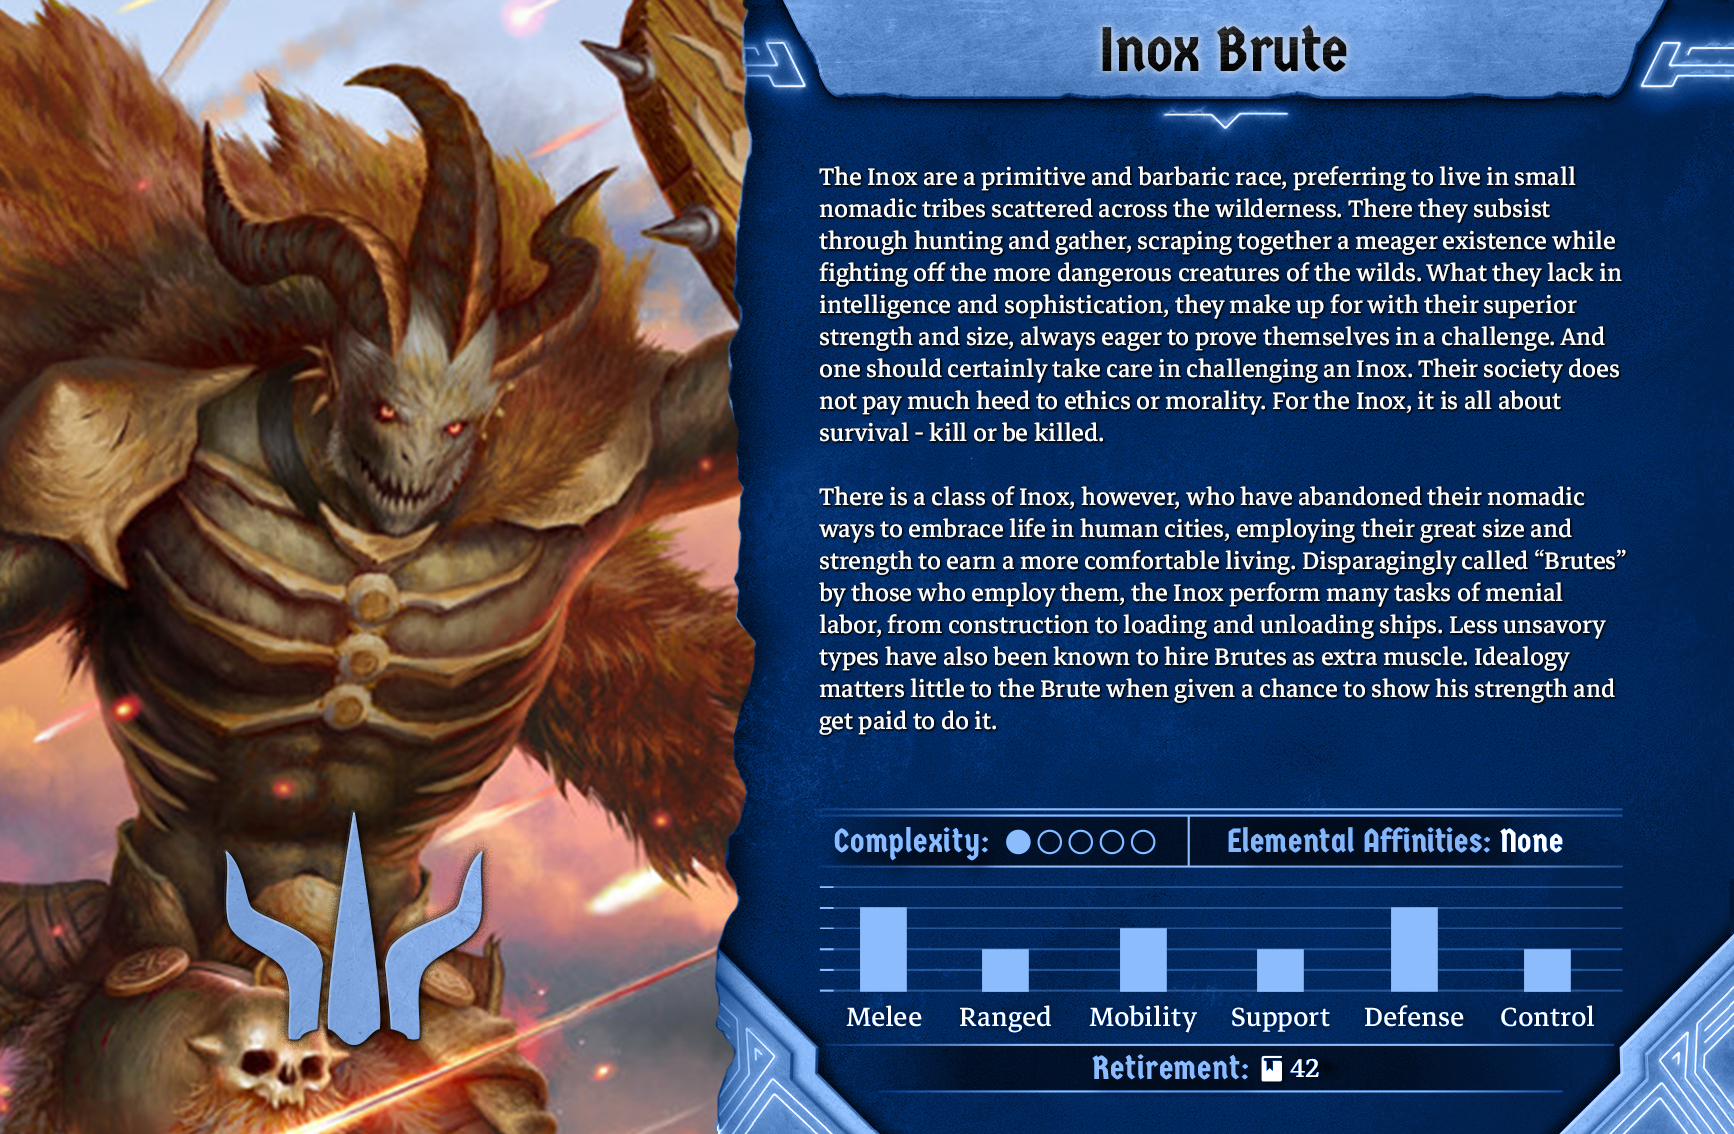 Inox Brute
The Inox are a primitive and barbaric race, preferring to live in small
nomadic tribes scattered across the wilderness. There they subsist
through hunting and gather, scraping together a meager existence while
fighting off the more dangerous creatures of the wilds. What they lack in
intelligence and sophistication, they make up for with their superior
strength and size, always eager to prove themselves in a challenge. And
one should certainly take care in challenging an Inox. Their society does
not pay much heed to ethics or morality. For the Inox, it is all about
survival - kill or be killed.
There is a class of Inox, however, who have abandoned their nomadic
ways to embrace life in human cities, employing their great size and
strength to earn a more comfortable living. Disparagingly called “Brutes”
by those who employ them, the Inox perform many tasks of menial
labor, from construction to loading and unloading ships. Less unsavory
types have also been known to hire Brutes as extra muscle. Idealogy
matters little to the Brute when given a chance to show his strength and
get paid to do it.
Complexity: Elemental Affinities: None
Melee Ranged Mobility Support Defense Control
Retirement: 42